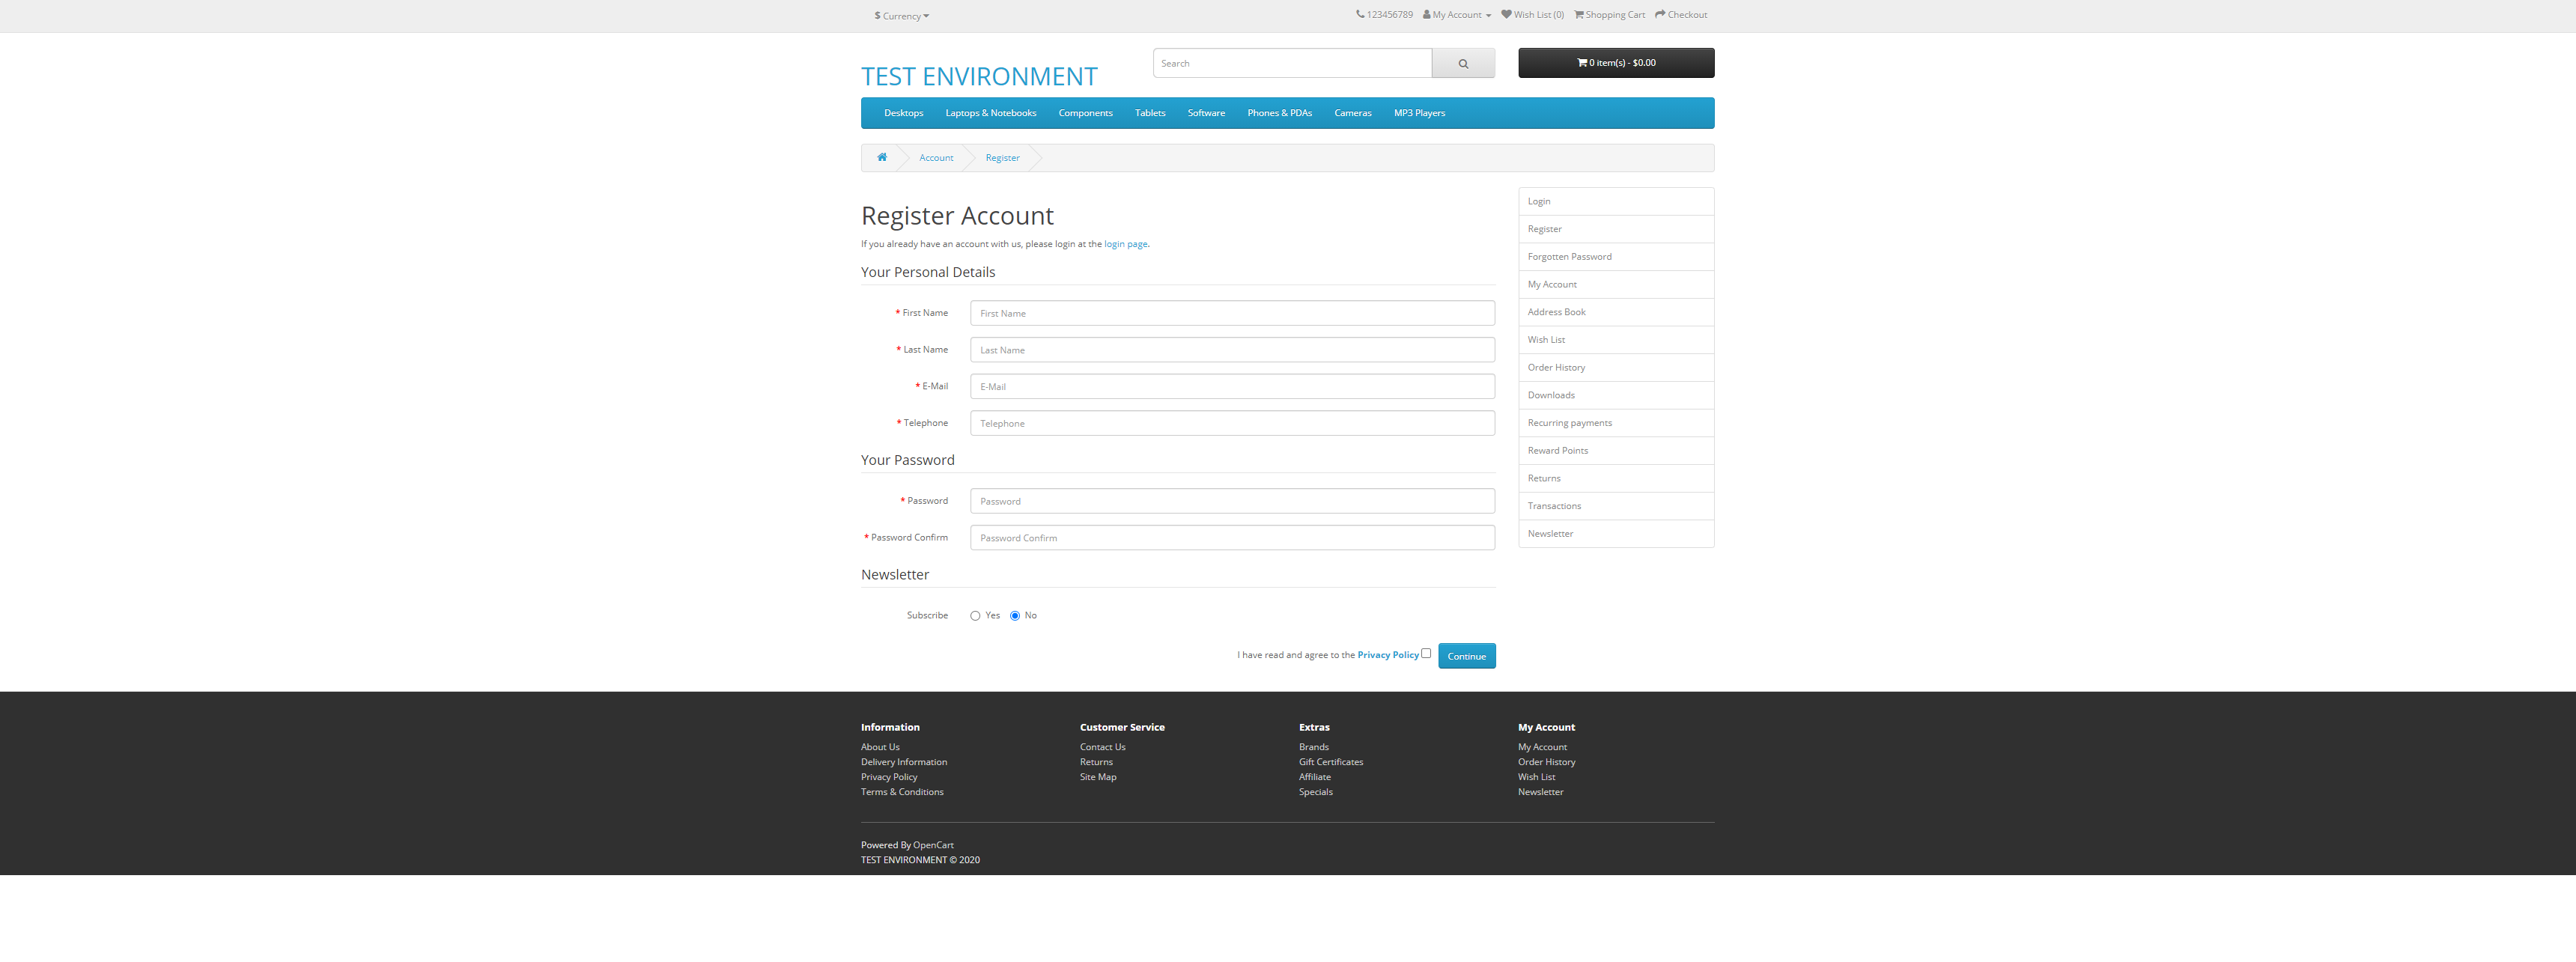 $ Currency
123456789 My Account Wish List (0) Shopping Cart Checkout
TEST ENVIRONMENT
Search
0 item(s) - $0.00
Desktops Laptops & Notebooks Components Tablets Software Phones & PDAs Cameras MP3 Players
Account Register
Register Account
If you already have an account with us, please login at the login page.
Your Personal Details
* First Name First Name
* Last Name Last Name
* E-Mail E-Mail
* Telephone Telephone
Your Password
* Password Password
* Password Confirm Password Confirm
Newsletter
Subscribe Yes No
I have read and agree to the Privacy Policy Continue
Login
Register
Forgotten Password
My Account
Address Book
Wish List
Order History
Downloads
Recurring payments
Reward Points
Returns
Transactions
Newsletter
Information
About Us
Delivery Information
Privacy Policy
Terms & Conditions
Customer Service
Contact Us
Returns
Site Map
Extras
Brands
Gift Certificates
Affiliate
Specials
My Account
My Account
Order History
Wish List
Newsletter
Powered By OpenCart
TEST ENVIRONMENT © 2020